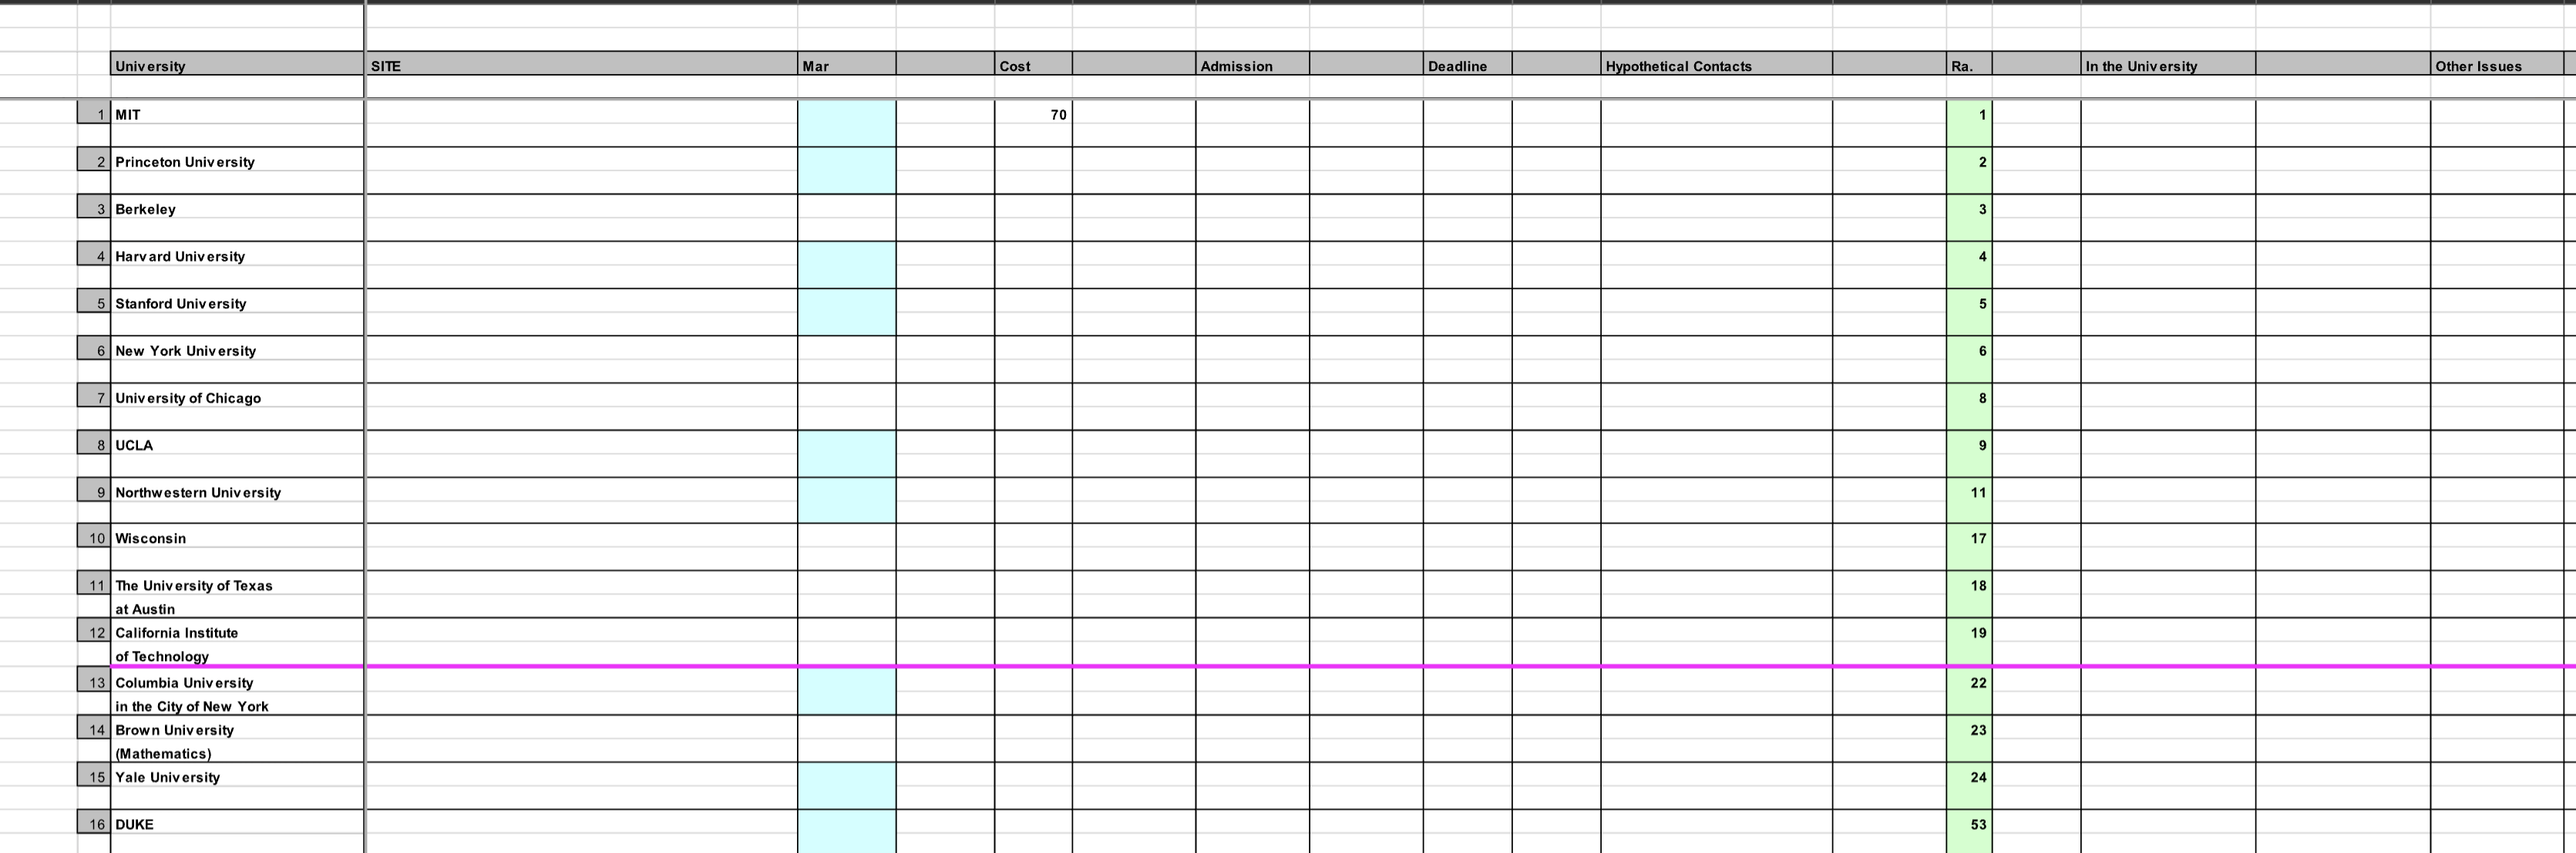 University SITE Mar Cost Admission Deadline Hypothetical Contacts Ra. In the University Other Issues
1 MIT 70 1
2 Princeton University 2
3 Berkeley 3
4 Harvard University 4
5 Stanford University 5
6 New York University 6
7 University of Chicago 8
8 UCLA 9
9 Northwestern University 11
10 Wisconsin 17
11 The University of Texas 18
at Austin
12 California Institute 19
of Technology
13 Columbia University 22
in the City of New York
14 Brown University 23
(Mathematics)
15 Yale University 24
16 DUKE 53